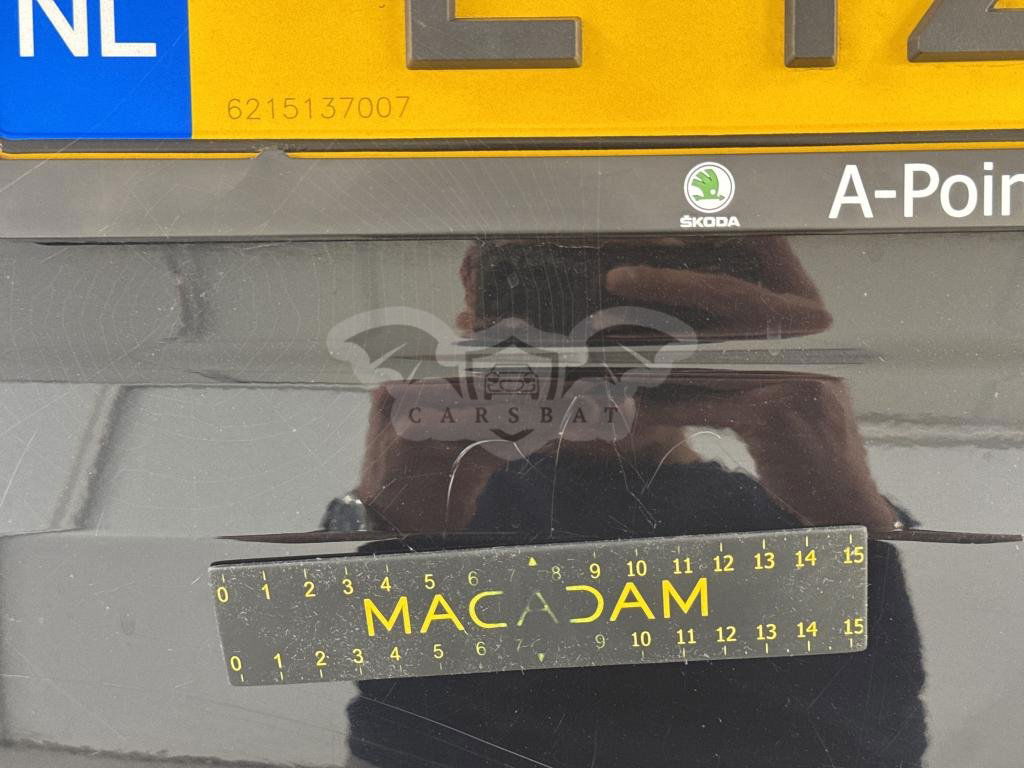 NL
6215137007
ŠKODA
A-Poin
CARSBAT
0 1 2 3 4 5 6 7 8 9 10 11 12 13 14 15
MACADAM
0 1 2 3 4 5 6 7 9 10 11 12 13 14 15